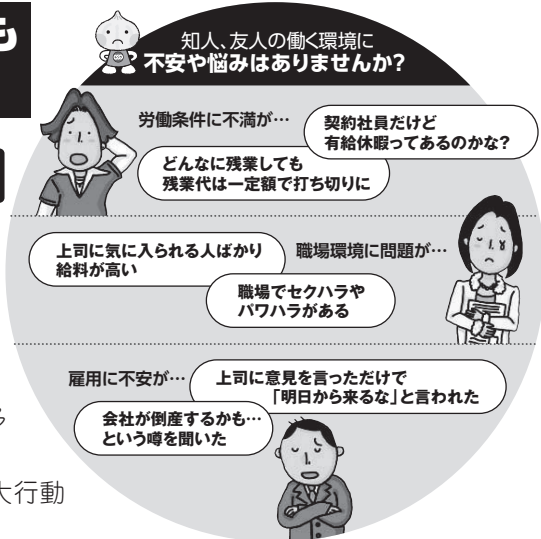 も
知人、友人の働く環境に
不安や悩みはありませんか?
労働条件に不満が…
契約社員だけど
有給休暇ってあるのかな?
どんなに残業しても
残業代は一定額で打ち切りに
上司に気に入られる人ばかり
給料が高い
職場環境に問題が…
職場でセクハラや
パワハラがある
雇用に不安が…
上司に意見を言っただけで
「明日から来るな」と言われた
会社が倒産するかも…
という噂を聞いた
大行動